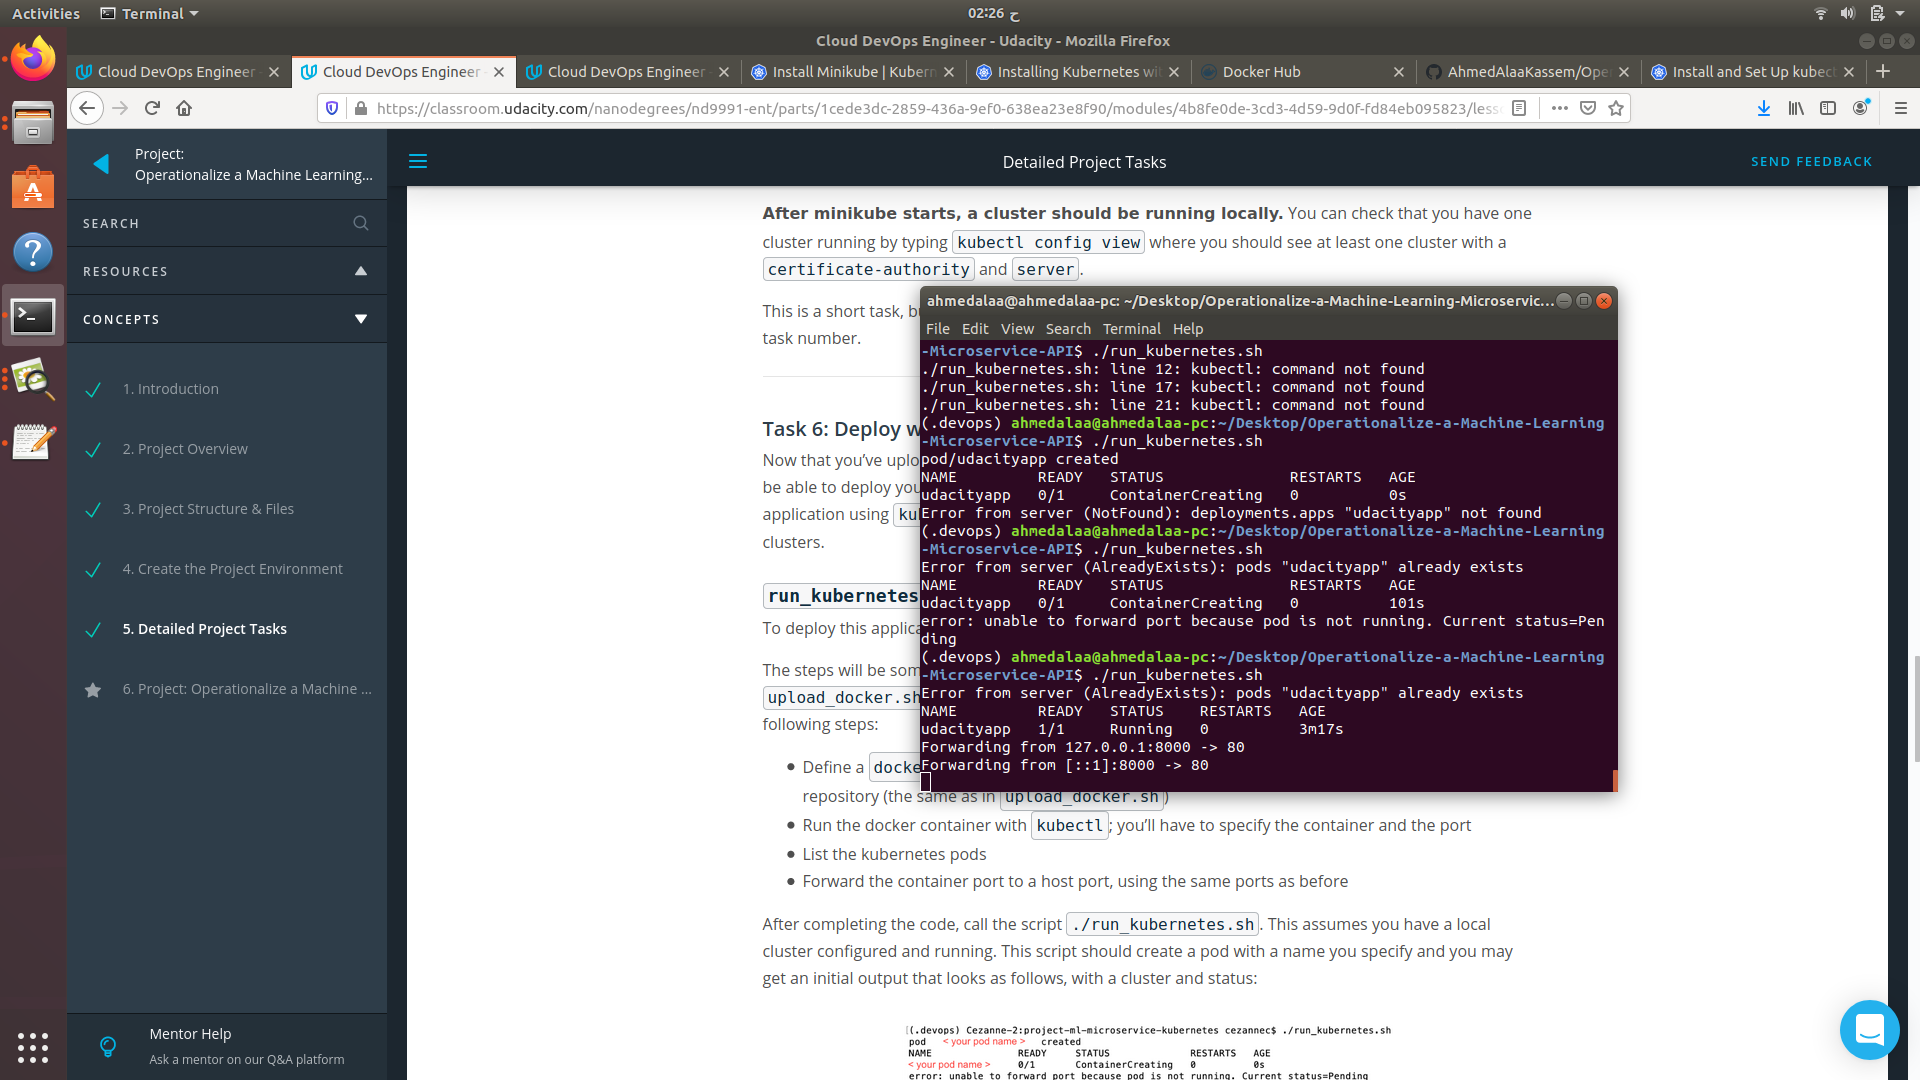 Activities
Terminal
02:26 ح
Cloud DevOps Engineer - Udacity - Mozilla Firefox
Cloud DevOps Engineer
Cloud DevOps Engineer
Cloud DevOps Engineer
Install Minikube | Kubern
Installing Kubernetes wit
Docker Hub
AhmedAlaaKassem/Ope
Install and Set Up kubect
https://classroom.udacity.com/nanodegrees/nd9991-ent/parts/1cede3dc-2859-436a-9ef0-638ea23e8f90/modules/4b8fe0de-3cd3-4d59-9d0f-fd84eb095823/less
Project:
Operationalize a Machine Learning...
SEARCH
RESOURCES
CONCEPTS
1. Introduction
2. Project Overview
3. Project Structure & Files
4. Create the Project Environment
5. Detailed Project Tasks
6. Project: Operationalize a Machine ...
Mentor Help
Ask a mentor on our Q&A platform
Detailed Project Tasks
SEND FEEDBACK
After minikube starts, a cluster should be running locally. You can check that you have one
cluster running by typing kubectl config view where you should see at least one cluster with a
certificate-authority and server.
This is a short task, b
task number.
Task 6: Deploy w
Now that you've uplo
be able to deploy you
application using ku
clusters.
run_kubernetes
To deploy this applica
The steps will be som
upload_docker.sh
following steps:
Define a docke
repository (the same as in upload_docker.sh)
Run the docker container with kubectl; you'll have to specify the container and the port
List the kubernetes pods
Forward the container port to a host port, using the same ports as before
After completing the code, call the script ./run_kubernetes.sh. This assumes you have a local
cluster configured and running. This script should create a pod with a name you specify and you may
get an initial output that looks as follows, with a cluster and status:
(.devops) Cezanne-2:project-ml-microservice-kubernetes cezannec$ ./run_kubernetes.sh
pod < your pod name > created
NAME READY STATUS RESTARTS AGE
< your pod name > 0/1 ContainerCreating 0 0s
error: unable to forward port because pod is not running. Current status=Pending
ahmedalaa@ahmedalaa-pc: ~/Desktop/Operationalize-a-Machine-Learning-Microservic...
File Edit View Search Terminal Help
-Microservice-API$ ./run_kubernetes.sh
./run_kubernetes.sh: line 12: kubectl: command not found
./run_kubernetes.sh: line 17: kubectl: command not found
./run_kubernetes.sh: line 21: kubectl: command not found
(.devops) ahmedalaa@ahmedalaa-pc:~/Desktop/Operationalize-a-Machine-Learning
-Microservice-API$ ./run_kubernetes.sh
pod/udacityapp created
NAME READY STATUS RESTARTS AGE
udacityapp 0/1 ContainerCreating 0 0s
Error from server (NotFound): deployments.apps "udacityapp" not found
(.devops) ahmedalaa@ahmedalaa-pc:~/Desktop/Operationalize-a-Machine-Learning
-Microservice-API$ ./run_kubernetes.sh
Error from server (AlreadyExists): pods "udacityapp" already exists
NAME READY STATUS RESTARTS AGE
udacityapp 0/1 ContainerCreating 0 101s
error: unable to forward port because pod is not running. Current status=Pen
ding
(.devops) ahmedalaa@ahmedalaa-pc:~/Desktop/Operationalize-a-Machine-Learning
-Microservice-API$ ./run_kubernetes.sh
Error from server (AlreadyExists): pods "udacityapp" already exists
NAME READY STATUS RESTARTS AGE
udacityapp 1/1 Running 0 3m17s
Forwarding from 127.0.0.1:8000 -> 80
Forwarding from [::1]:8000 -> 80